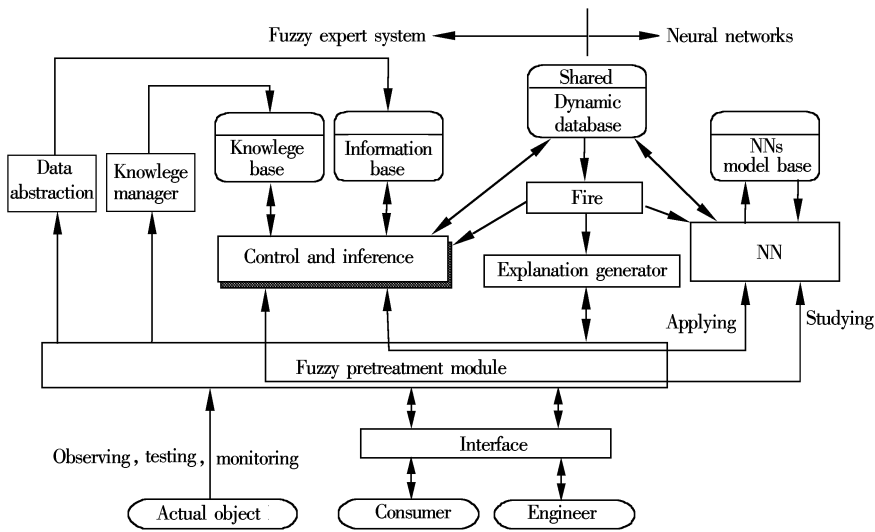 Fuzzy expert system
Neural networks
Shared
Dynamic
database
Knowlege
base
Information
base
NNs
model base
Data
abstraction
Knowlege
manager
Fire
Control and inference
NN
Explanation generator
Applying
Studying
Fuzzy pretreatment module
Observing, testing, monitoring
Interface
Actual object
Consumer
Engineer